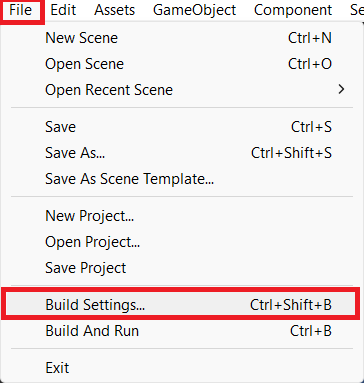 File Edit Assets GameObject Component Se
New Scene Ctrl+N
Open Scene Ctrl+O
Open Recent Scene >
Save Ctrl+S
Save As... Ctrl+Shift+S
Save As Scene Template...
New Project...
Open Project...
Save Project
Build Settings... Ctrl+Shift+B
Build And Run Ctrl+B
Exit